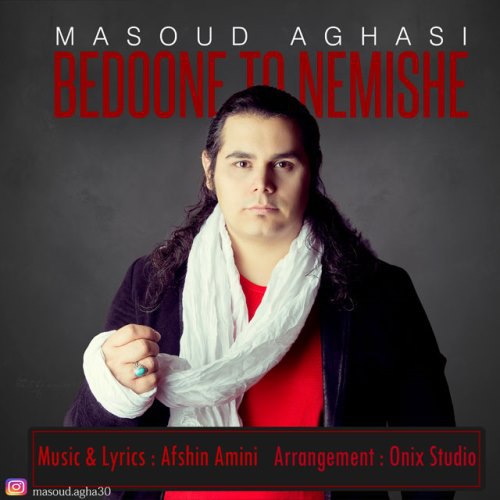 MASOUD AGHASI
BEDOONE TO NEMISHE
Music & Lyrics : Afshin Amini Arrangement : Onix Studio
masoud.agha30